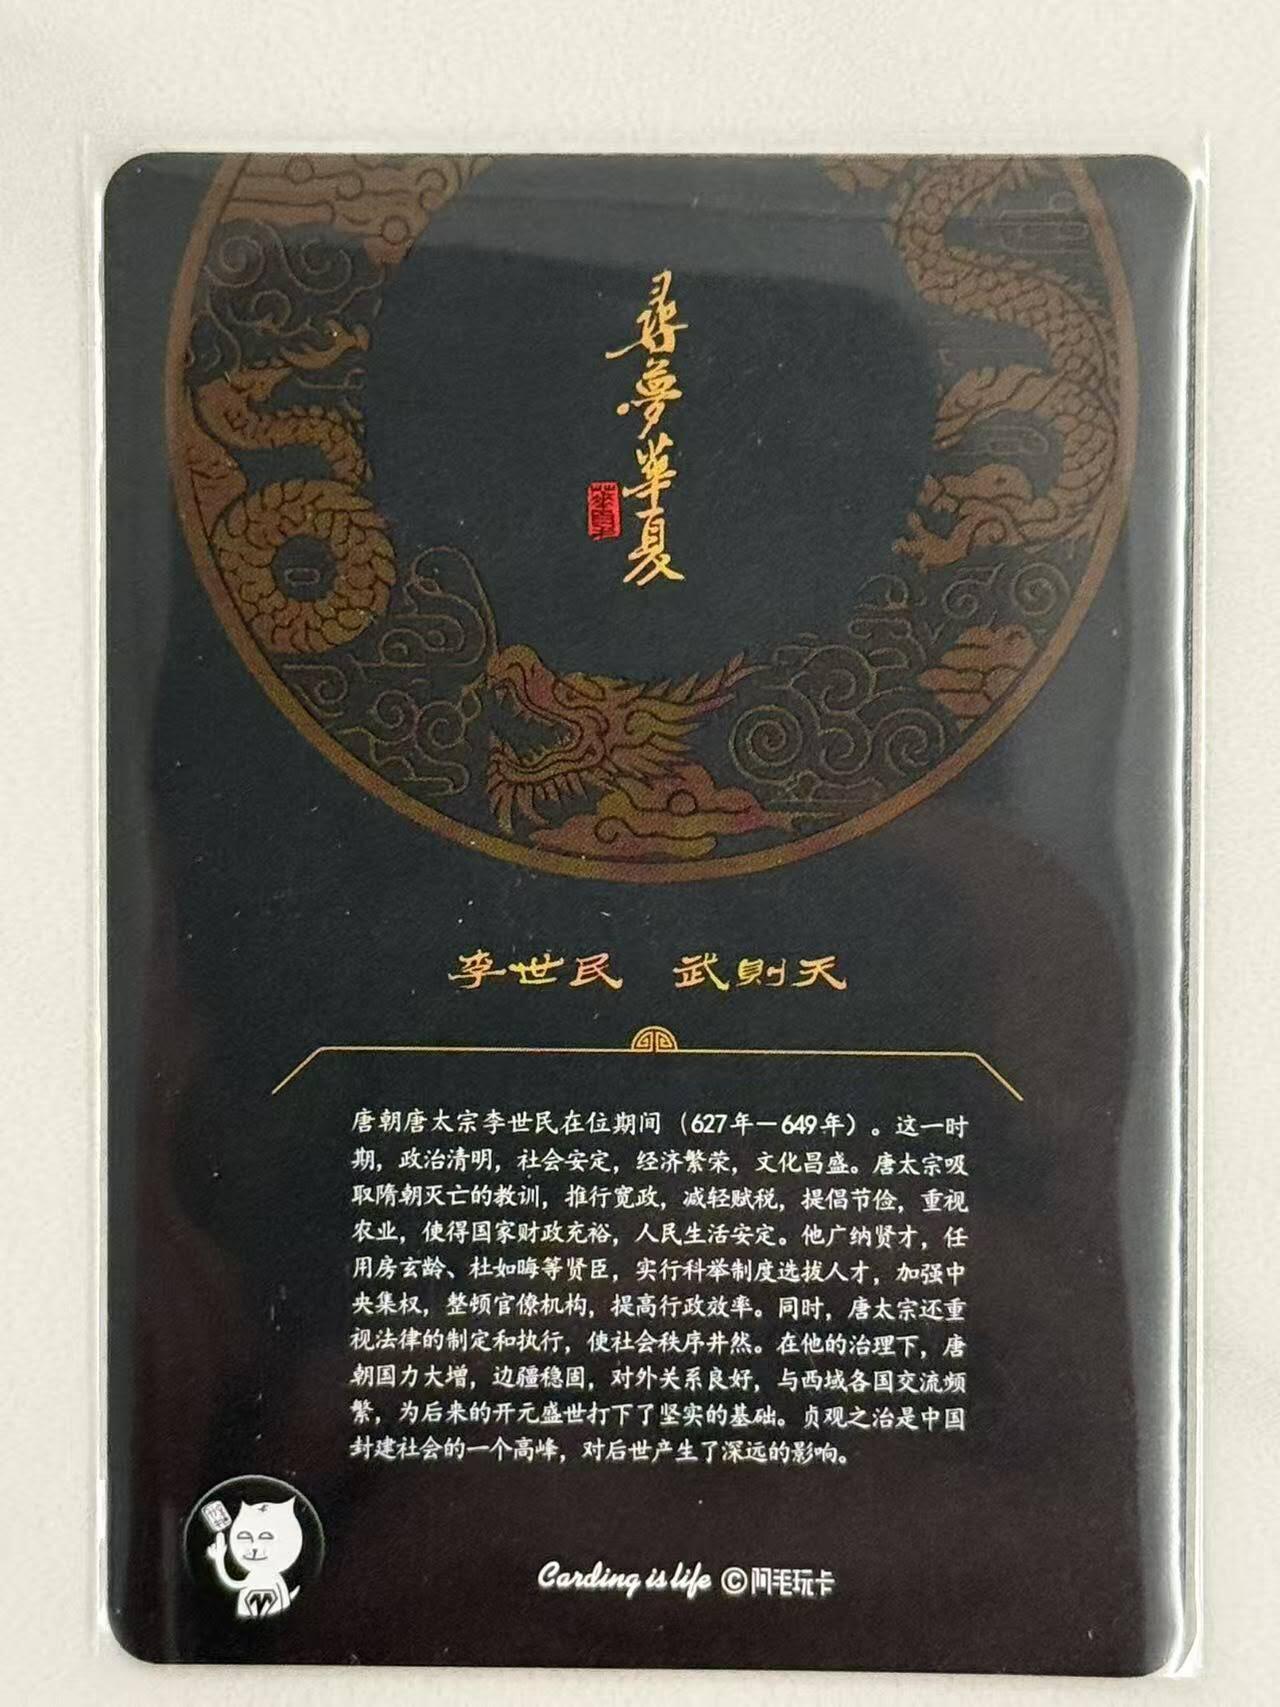 尋夢華夏
李世民 武則天
唐朝唐太宗李世民在位期间（627年—649年）。这一时
期，政治清明，社会安定，经济繁荣，文化昌盛。唐太宗吸
取隋朝灭亡的教训，推行宽政，减轻赋税，提倡节俭，重视
农业，使得国家财政充裕，人民生活安定。他广纳贤才，任
用房玄龄、杜如晦等贤臣，实行科举制度选拔人才，加强中
央集权，整顿官僚机构，提高行政效率。同时，唐太宗还重
视法律的制定和执行，使社会秩序井然。在他的治理下，唐
朝国力大增，边疆稳固，对外关系良好，与西域各国交流频
繁，为后来的开元盛世打下了坚实的基础。贞观之治是中国
封建社会的一个高峰，对后世产生了深远的影响。
Carding is life ©阿毛玩卡